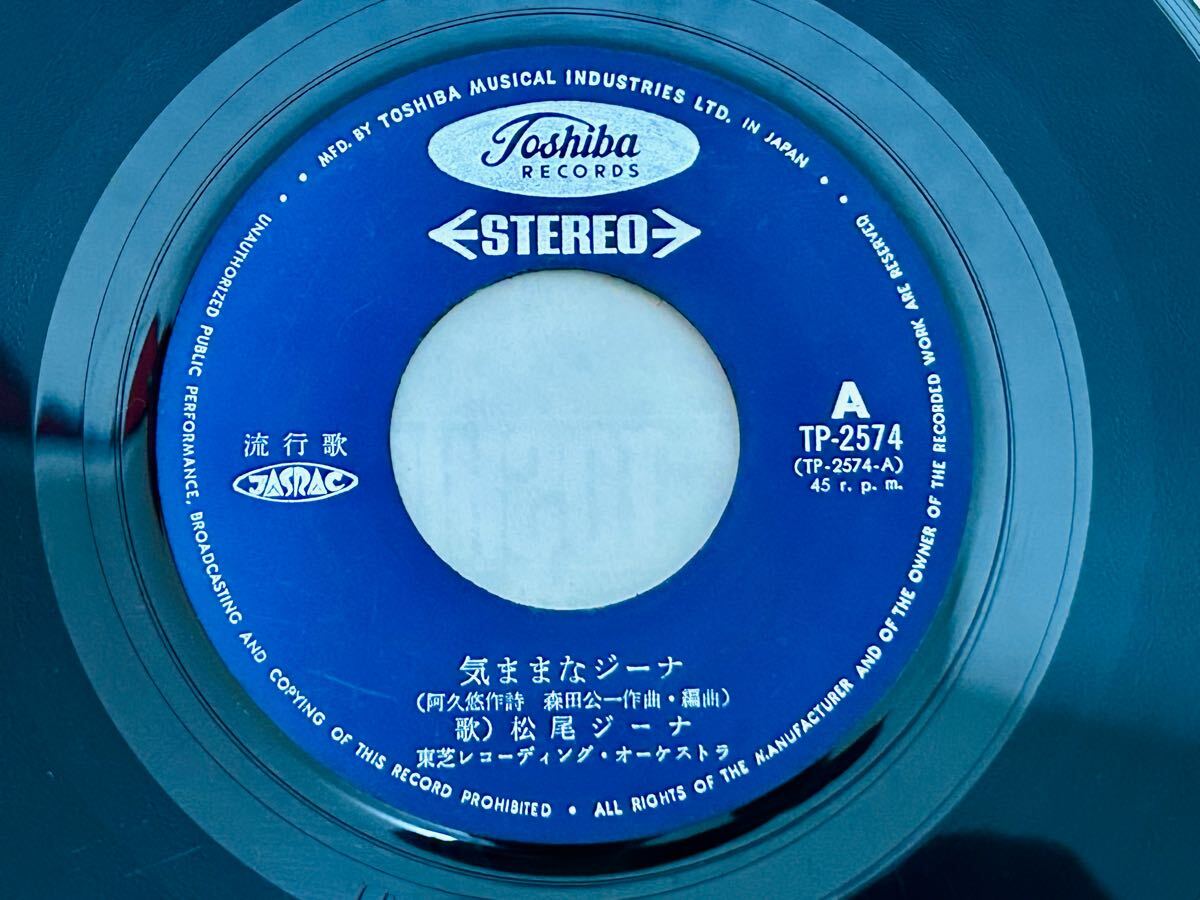 MFD. BY TOSHIBA MUSICAL INDUSTRIES LTD. IN JAPAN
Toshiba
RECORDS
STEREO
流行歌
JASRAC
A
TP-2574
(TP-2574-A)
45 r. p. m.
気ままなジーナ
(阿久悠作詩 森田公一作曲・編曲)
歌) 松尾ジーナ
東芝レコーディング・オーケストラ
UNAUTHORIZED PUBLIC PERFORMANCE, BROADCASTING AND COPYING OF THIS RECORD PROHIBITED • ALL RIGHTS OF THE MANUFACTURER AND OF THE OWNER OF THE RECORDED WORK ARE RESERVED